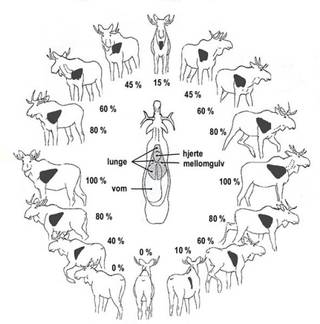 45 % 15 % 45 %
60 % 60 %
80 % 80 %
lunge hjerte
mellomgulv
100 % vom 100 %
80 % 80 %
40 % 60 %
0 % 0 % 10 %